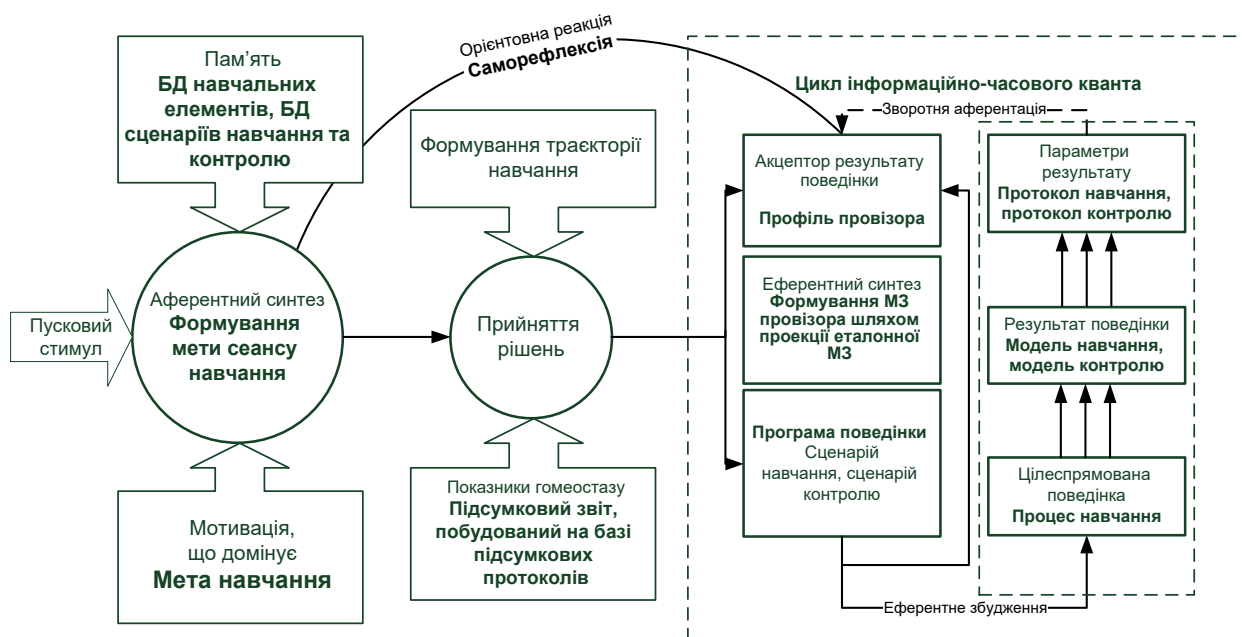 Пам’ять
БД навчальних
елементів, БД
сценаріїв навчання та
контролю
Орієнтовна реакція
Саморефлексія
Формування траєкторії
навчання
Пусковий
стимул
Аферентний синтез
Формування
мети сеансу
навчання
Прийняття
рішень
Мотивація,
що домінує
Мета навчання
Показники гомеостазу
Підсумковий звіт,
побудований на базі
підсумкових
протоколів
Цикл інформаційно-часового кванта
Зворотня аферентація
Акцептор результату
поведінки
Профіль провізора
Еферентний синтез
Формування МЗ
провізора шляхом
проекції еталонної
МЗ
Програма поведінки
Сценарій
навчання, сценарій
контролю
Параметри
результату
Протокол навчання,
протокол контролю
Результат поведінки
Модель навчання,
модель контролю
Цілеспрямована
поведінка
Процес навчання
Еферентне збудження